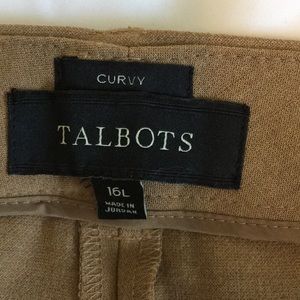 CURVY
TALBOTS
16L
MADE IN
JORDAN